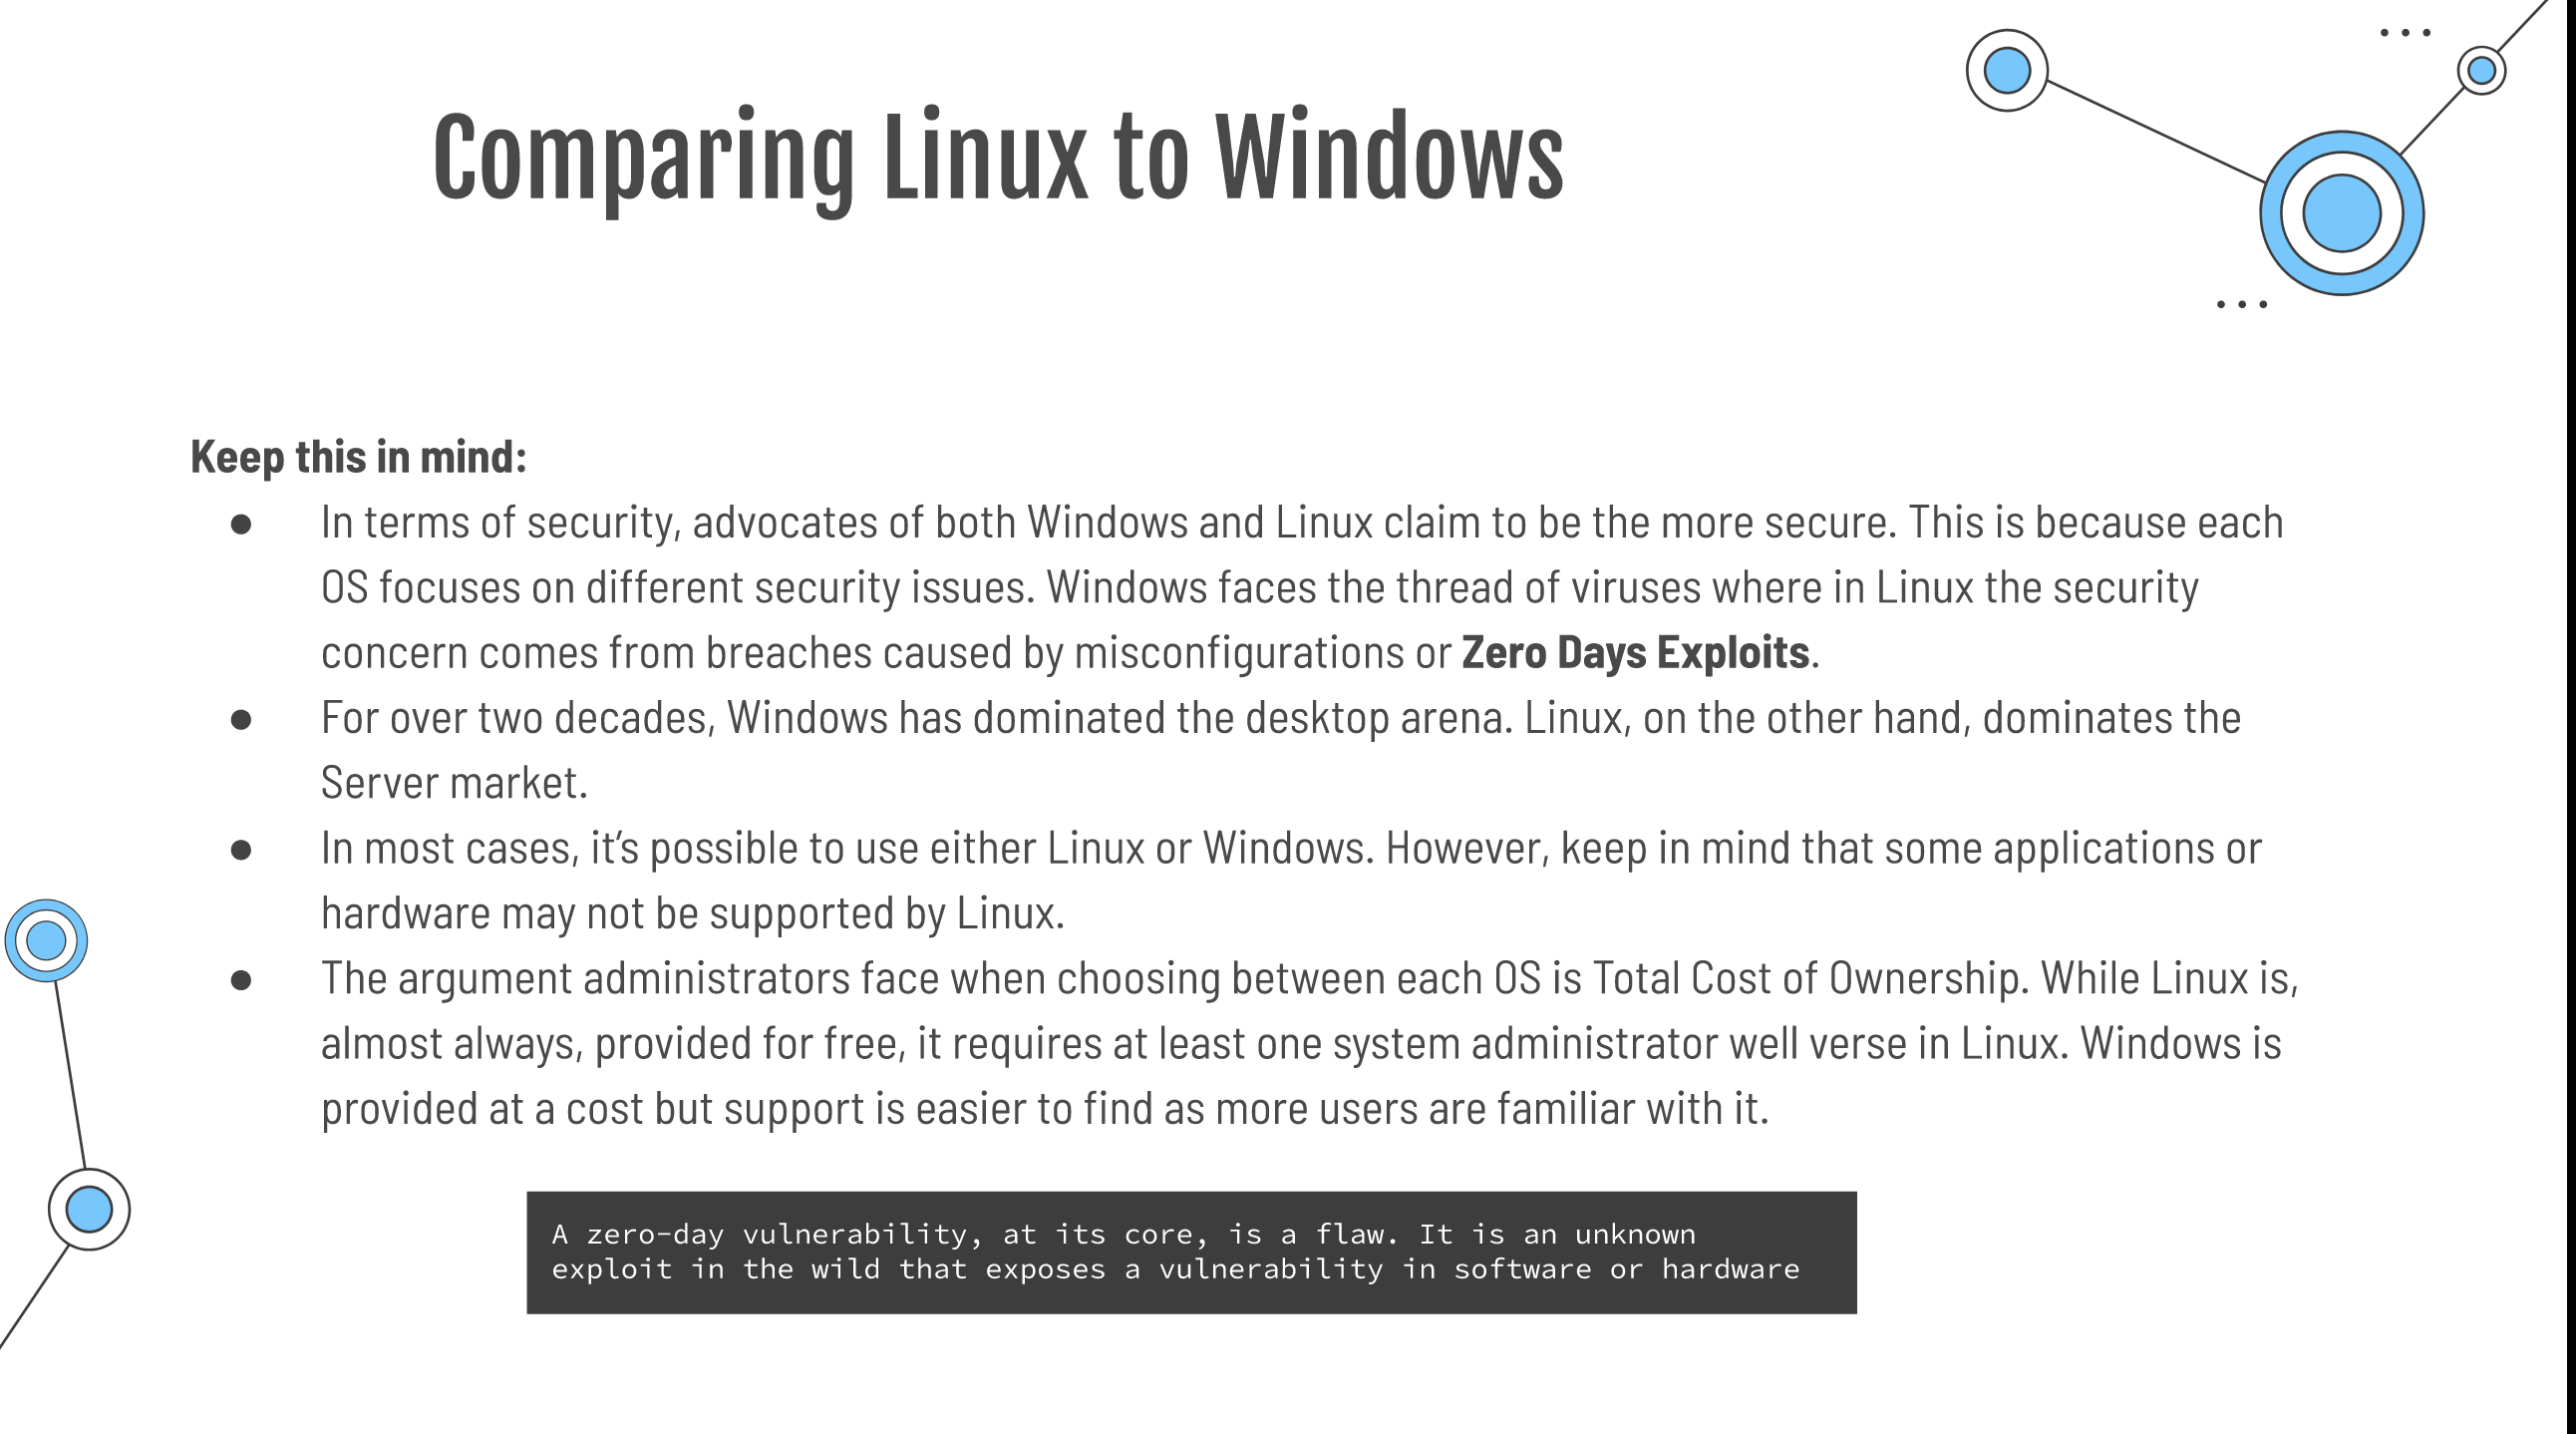 Comparing Linux to Windows
Keep this in mind:
● In terms of security, advocates of both Windows and Linux claim to be the more secure. This is because each
OS focuses on different security issues. Windows faces the thread of viruses where in Linux the security
concern comes from breaches caused by misconfigurations or Zero Days Exploits.
● For over two decades, Windows has dominated the desktop arena. Linux, on the other hand, dominates the
Server market.
● In most cases, it’s possible to use either Linux or Windows. However, keep in mind that some applications or
hardware may not be supported by Linux.
● The argument administrators face when choosing between each OS is Total Cost of Ownership. While Linux is,
almost always, provided for free, it requires at least one system administrator well verse in Linux. Windows is
provided at a cost but support is easier to find as more users are familiar with it.
A zero-day vulnerability, at its core, is a flaw. It is an unknown
exploit in the wild that exposes a vulnerability in software or hardware